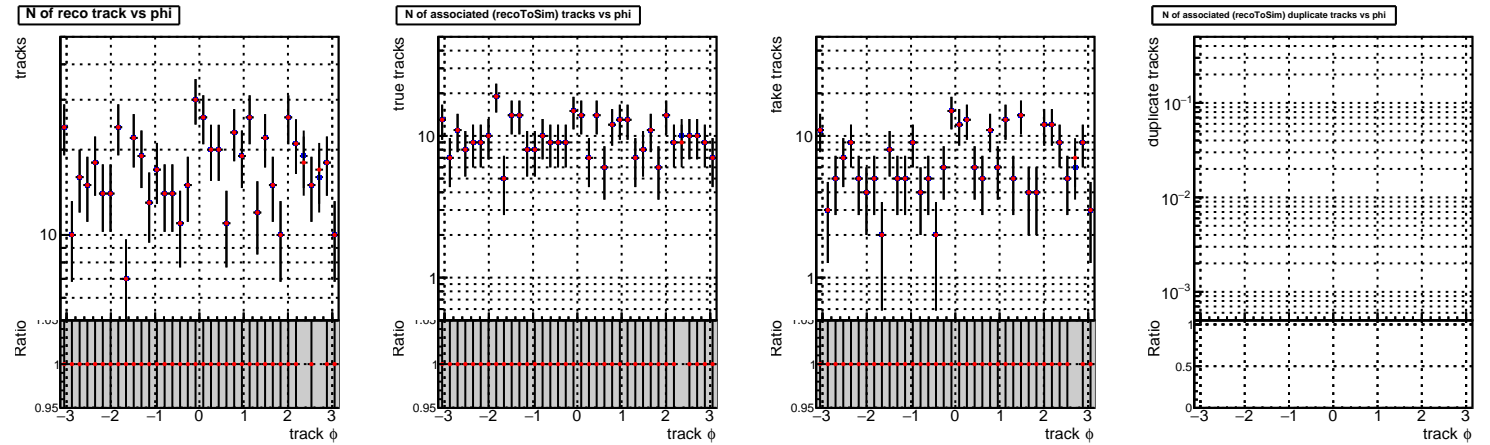 N of reco track vs phi
tracks
10
1.05
Ratio
1
0.95
−3 −2 −1 0 1 2 3
track ϕ
N of associated (recoToSim) tracks vs phi
true tracks
10
1
1.05
Ratio
1
0.95
−3 −2 −1 0 1 2 3
track ϕ
fake tracks
10
1
1.05
Ratio
1
0.95
−3 −2 −1 0 1 2 3
track ϕ
N of associated (recoToSim) duplicate tracks vs phi
duplicate tracks
10−1
10−2
10−3
Ratio
1
0.5
0
−3 −2 −1 0 1 2 3
track ϕ